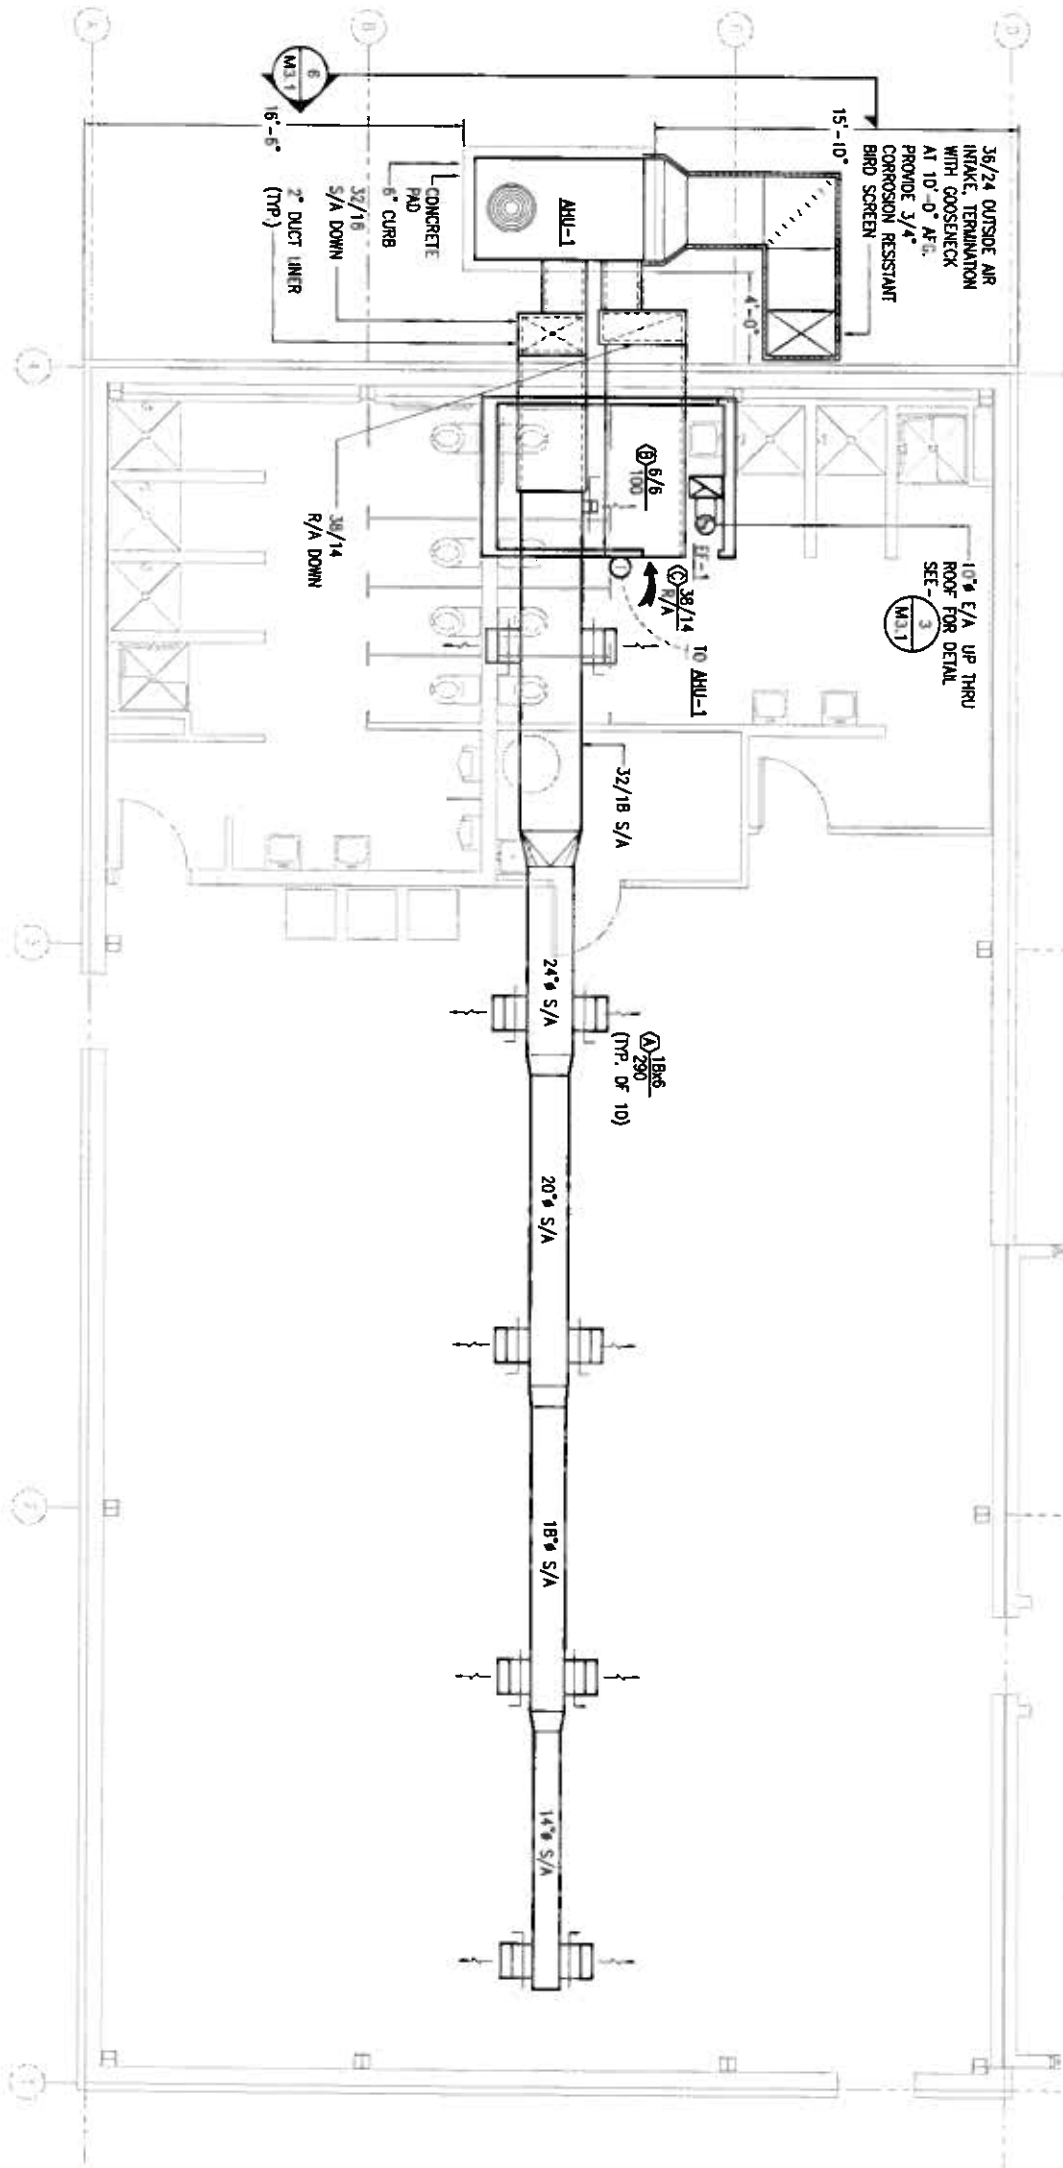 A
B
C
D
6
M3.1
16'-6"
15'-10"
36/24 OUTSIDE AIR
INTAKE, TERMINATION
WITH GOOSENECK
AT 10'-0" AFG.
PROVIDE 3/4"
CORROSION RESISTANT
BIRD SCREEN
AHU-1
CONCRETE
PAD
6" CURB
32/16
S/A DOWN
2" DUCT LINER
(TYP.)
4'-0"
38/14
R/A DOWN
B 6/6
100
EF-1
C 38/14
R/A
T
TO AHU-1
10"ø E/A UP THRU
ROOF FOR DETAIL
SEE-
3
M3.1
32/18 S/A
24"ø S/A
A 18x6
290
(TYP. OF 10)
20"ø S/A
18"ø S/A
14"ø S/A